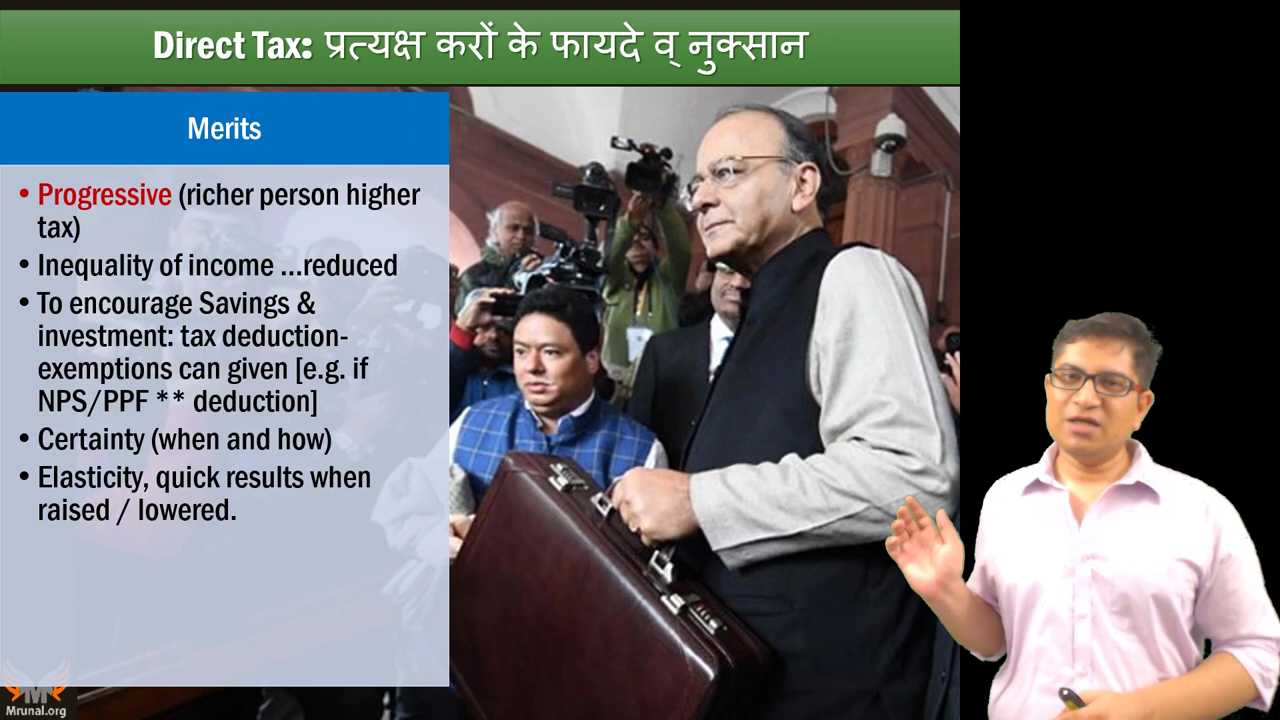 Direct Tax: प्रत्यक्ष करों के फायदे व् नुक्सान
Merits
• Progressive (richer person higher
tax)
• Inequality of income ...reduced
• To encourage Savings &
investment: tax deduction-
exemptions can given [e.g. if
NPS/PPF ** deduction]
• Certainty (when and how)
• Elasticity, quick results when
raised / lowered.
M
Mrunal.org